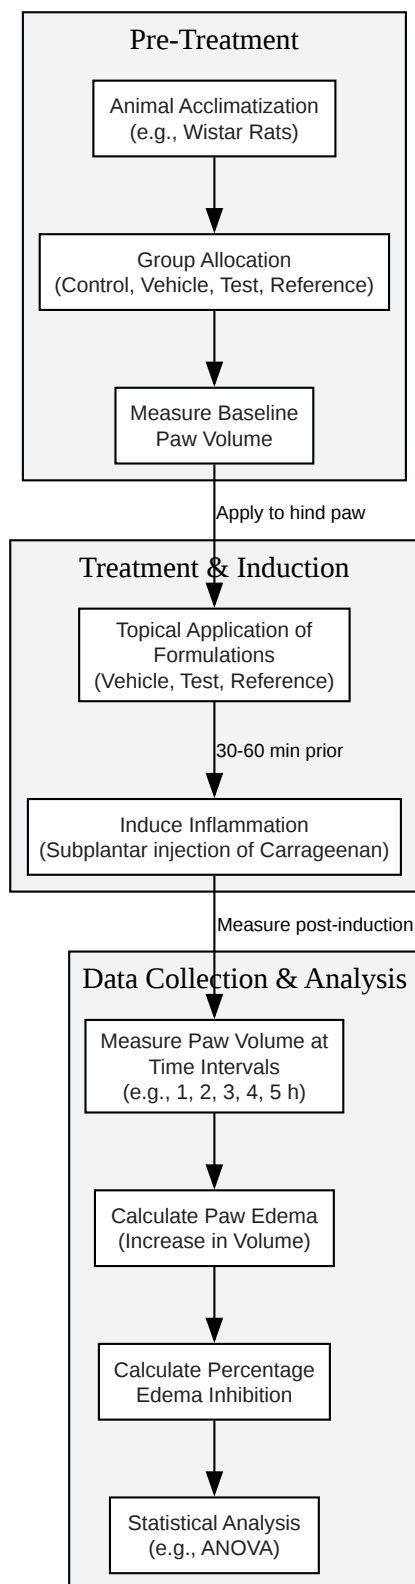 Pre-Treatment
Animal Acclimatization
(e.g., Wistar Rats)
Group Allocation
(Control, Vehicle, Test, Reference)
Measure Baseline
Paw Volume
Apply to hind paw
Treatment & Induction
Topical Application of
Formulations
(Vehicle, Test, Reference)
30-60 min prior
Induce Inflammation
(Subplantar injection of Carrageenan)
Measure post-induction
Data Collection & Analysis
Measure Paw Volume at
Time Intervals
(e.g., 1, 2, 3, 4, 5 h)
Calculate Paw Edema
(Increase in Volume)
Calculate Percentage
Edema Inhibition
Statistical Analysis
(e.g., ANOVA)